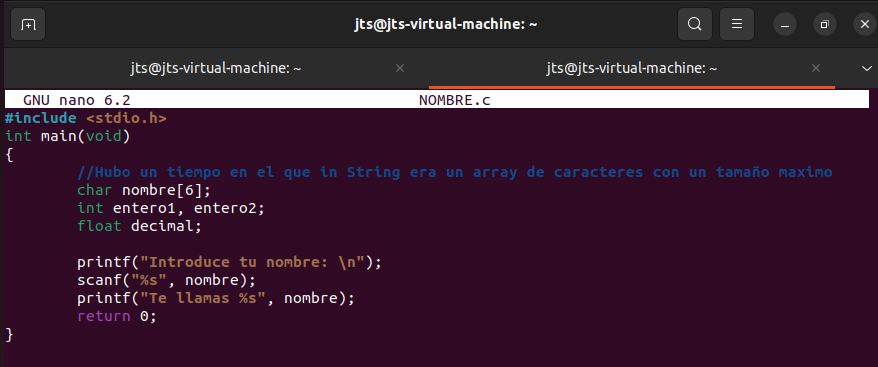 jts@jts-virtual-machine: ~
jts@jts-virtual-machine: ~ jts@jts-virtual-machine: ~
GNU nano 6.2 NOMBRE.c
#include <stdio.h>
int main(void)
{
        //Hubo un tiempo en el que in String era un array de caracteres con un tamaño maximo
        char nombre[6];
        int entero1, entero2;
        float decimal;

        printf("Introduce tu nombre: \n");
        scanf("%s", nombre);
        printf("Te llamas %s", nombre);
        return 0;
}